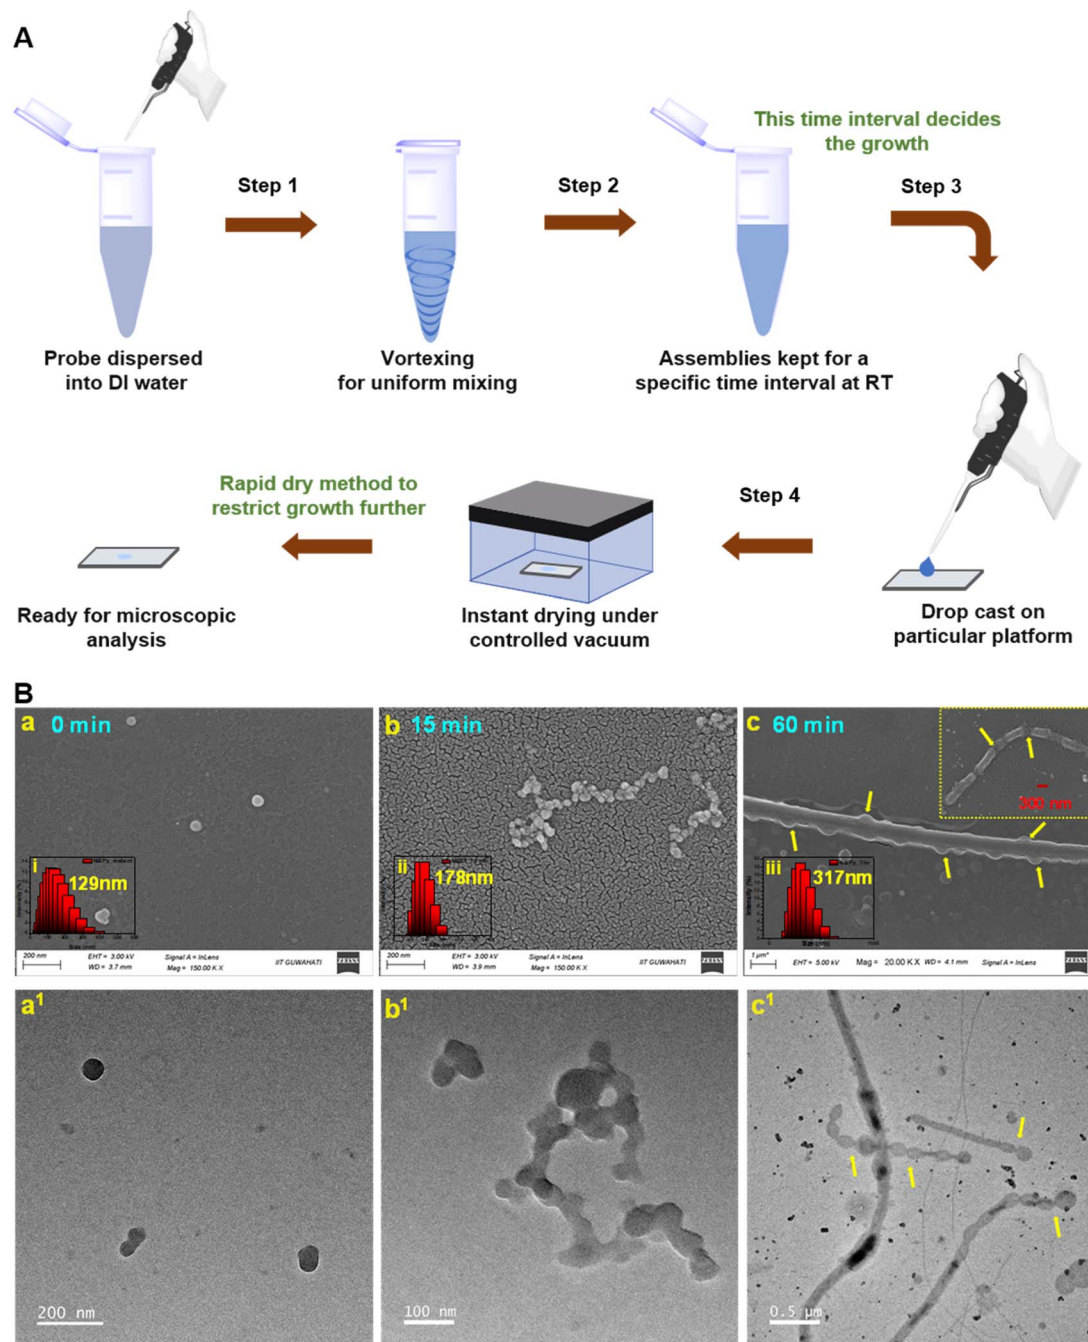 A
This time interval decides
the growth
Step 1
Step 2
Step 3
Probe dispersed
into DI water
Vortexing
for uniform mixing
Assemblies kept for a
specific time interval at RT
Rapid dry method to
restrict growth further
Step 4
Ready for microscopic
analysis
Instant drying under
controlled vacuum
Drop cast on
particular platform
B
a 0 min
b 15 min
c 60 min
300 nm
i
129nm
ii
178nm
iii
317nm
200 nm
EHT = 3.00 kV
Signal A = InLens
WD = 3.7 mm
Mag = 150.00 K X
IIT GUWAHATI
ZEISS
200 nm
EHT = 3.00 kV
Signal A = InLens
WD = 3.9 mm
Mag = 150.00 K X
IIT GUWAHATI
ZEISS
1 µm*
EHT = 5.00 kV
Mag = 20.00 K X
WD = 4.1 mm
Signal A = InLens
ZEISS
a1
b1
c1
200 nm
100 nm
0.5 µm